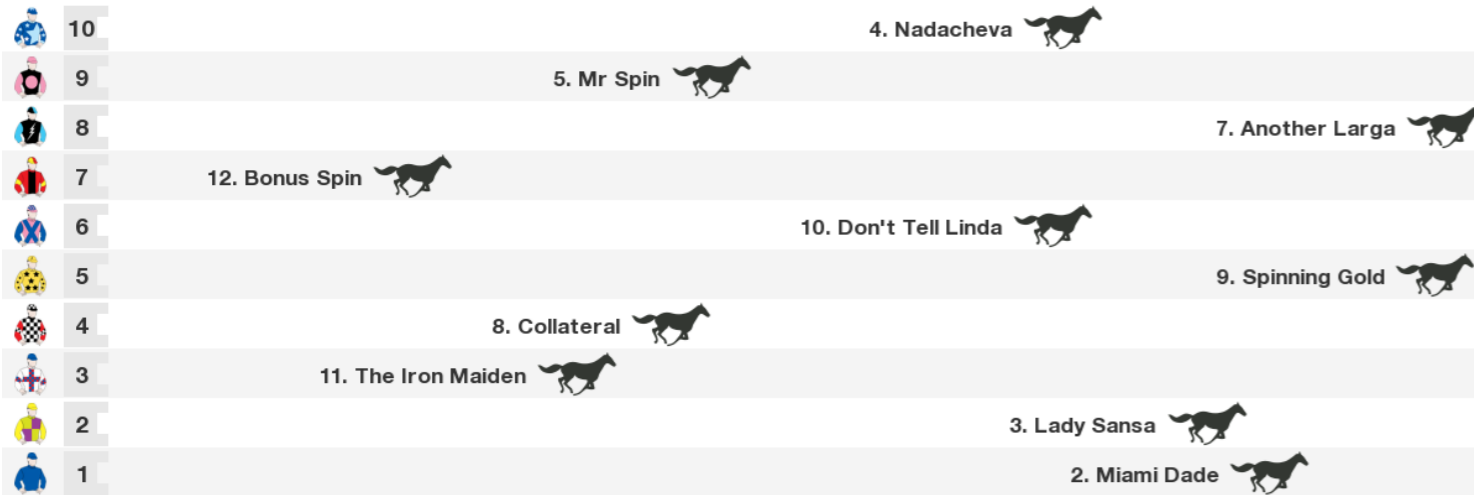 10 4. Nadacheva
9 5. Mr Spin
8 7. Another Larga
7 12. Bonus Spin
6 10. Don't Tell Linda
5 9. Spinning Gold
4 8. Collateral
3 11. The Iron Maiden
2 3. Lady Sansa
1 2. Miami Dade